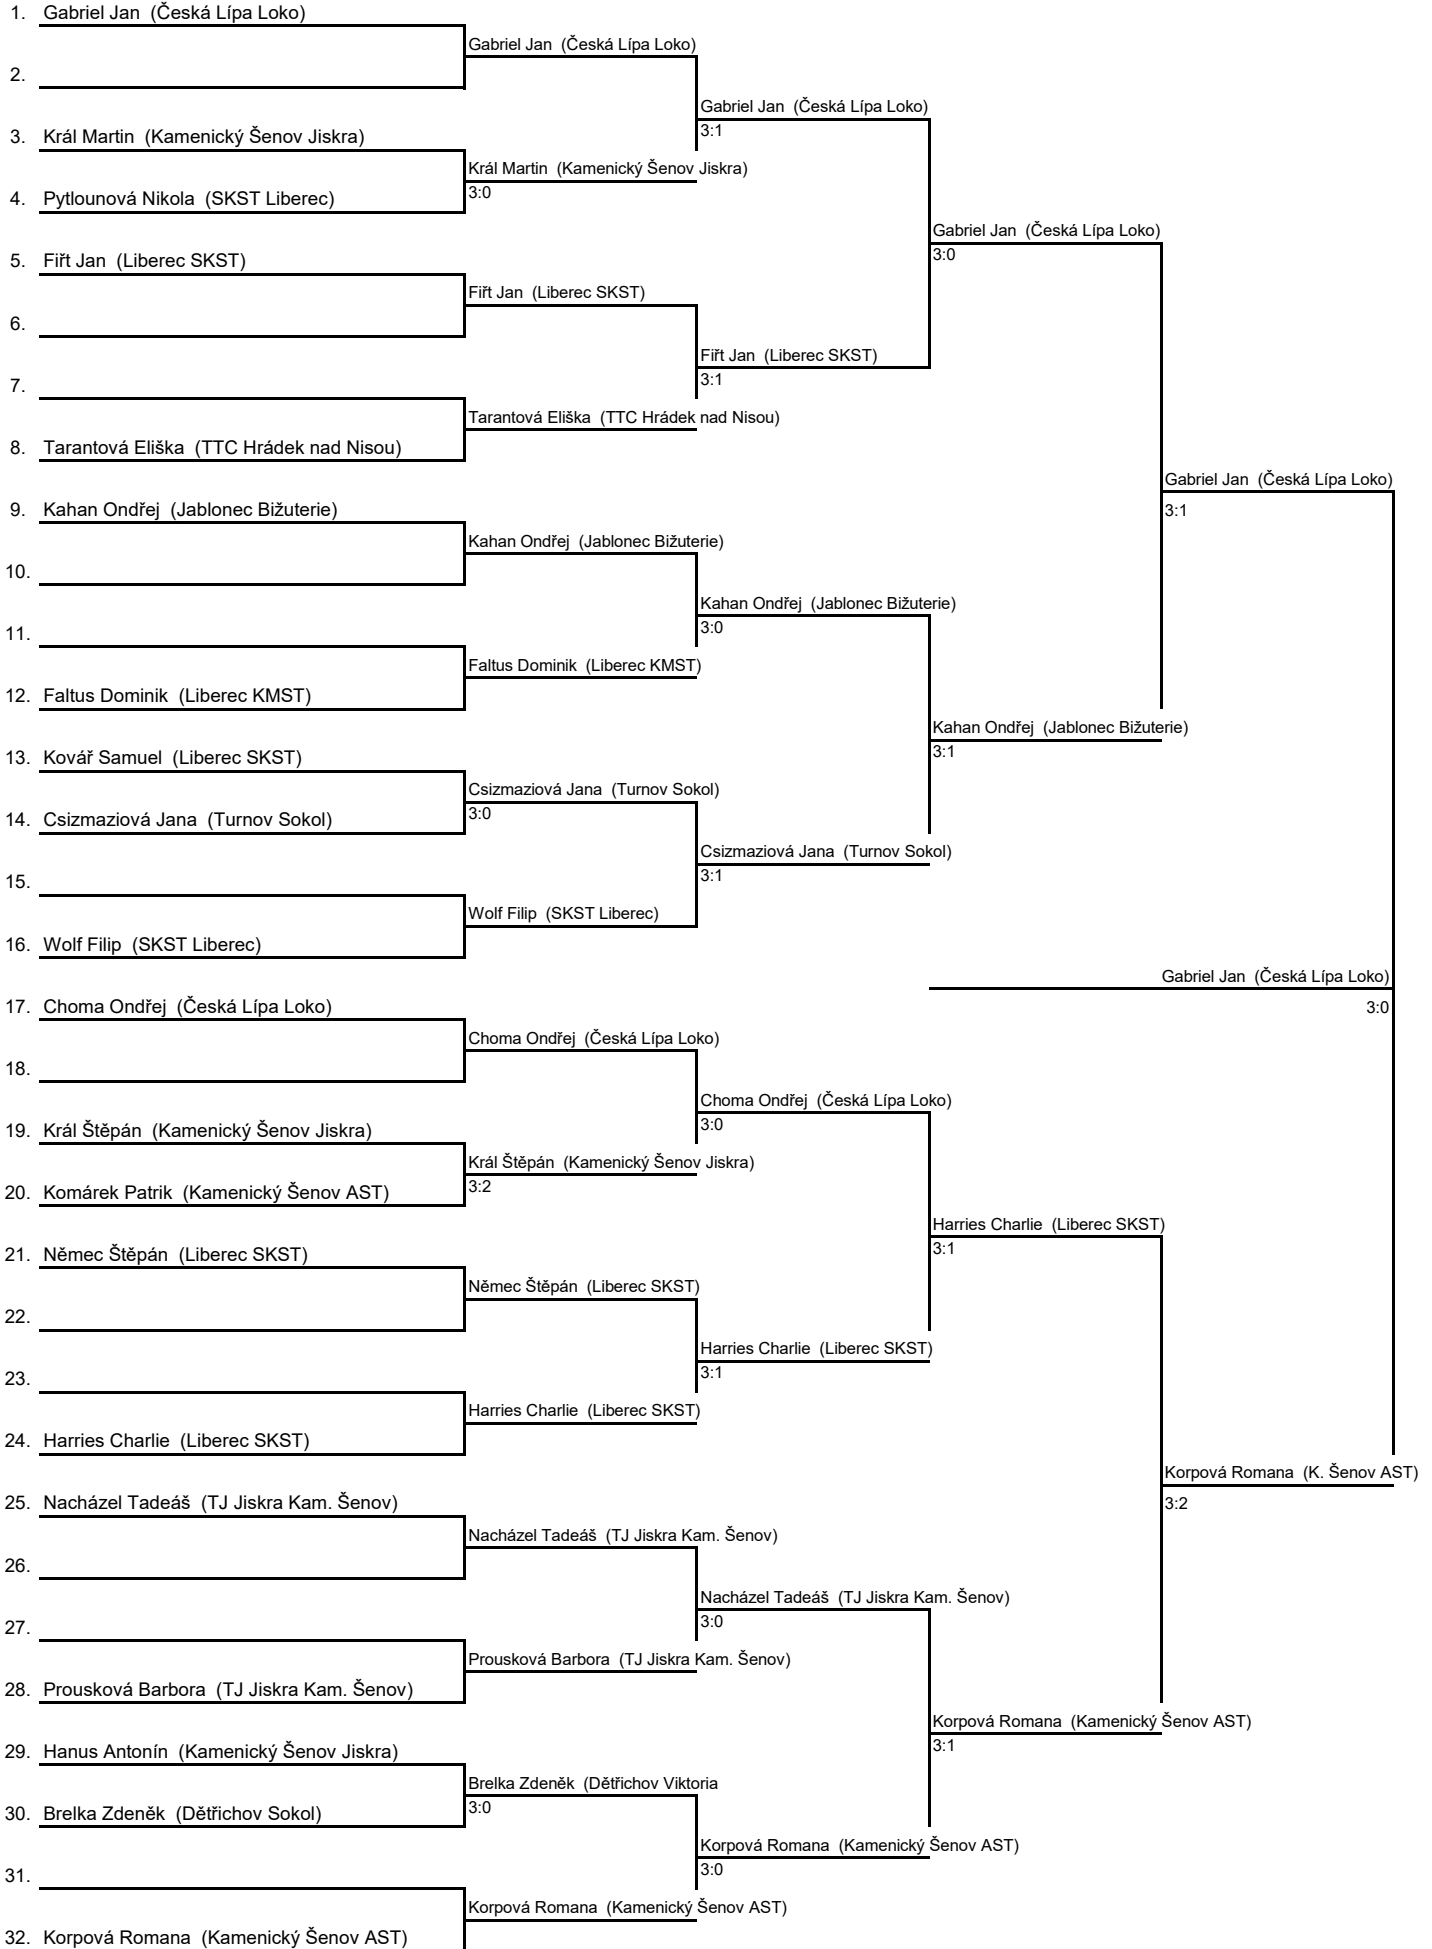 1. Gabriel Jan (Česká Lípa Loko)
Gabriel Jan (Česká Lípa Loko)
2.
Gabriel Jan (Česká Lípa Loko)
3:1
3. Král Martin (Kamenický Šenov Jiskra)
Král Martin (Kamenický Šenov Jiskra)
3:0
4. Pytlounová Nikola (SKST Liberec)
Gabriel Jan (Česká Lípa Loko)
3:0
5. Fiřt Jan (Liberec SKST)
Fiřt Jan (Liberec SKST)
6.
Fiřt Jan (Liberec SKST)
3:1
7.
Tarantová Eliška (TTC Hrádek nad Nisou)
8. Tarantová Eliška (TTC Hrádek nad Nisou)
Gabriel Jan (Česká Lípa Loko)
3:1
9. Kahan Ondřej (Jablonec Bižuterie)
Kahan Ondřej (Jablonec Bižuterie)
10.
Kahan Ondřej (Jablonec Bižuterie)
3:0
11.
Faltus Dominik (Liberec KMST)
12. Faltus Dominik (Liberec KMST)
Kahan Ondřej (Jablonec Bižuterie)
3:1
13. Kovář Samuel (Liberec SKST)
Csizmaziová Jana (Turnov Sokol)
3:0
14. Csizmaziová Jana (Turnov Sokol)
Csizmaziová Jana (Turnov Sokol)
3:1
15.
Wolf Filip (SKST Liberec)
16. Wolf Filip (SKST Liberec)
Gabriel Jan (Česká Lípa Loko)
3:0
17. Choma Ondřej (Česká Lípa Loko)
Choma Ondřej (Česká Lípa Loko)
18.
Choma Ondřej (Česká Lípa Loko)
3:0
19. Král Štěpán (Kamenický Šenov Jiskra)
Král Štěpán (Kamenický Šenov Jiskra)
3:2
20. Komárek Patrik (Kamenický Šenov AST)
Harries Charlie (Liberec SKST)
3:1
21. Němec Štěpán (Liberec SKST)
Němec Štěpán (Liberec SKST)
22.
Harries Charlie (Liberec SKST)
3:1
23.
Harries Charlie (Liberec SKST)
24. Harries Charlie (Liberec SKST)
Korpová Romana (K. Šenov AST)
3:2
25. Nacházel Tadeáš (TJ Jiskra Kam. Šenov)
Nacházel Tadeáš (TJ Jiskra Kam. Šenov)
26.
Nacházel Tadeáš (TJ Jiskra Kam. Šenov)
3:0
27.
Prousková Barbora (TJ Jiskra Kam. Šenov)
28. Prousková Barbora (TJ Jiskra Kam. Šenov)
Korpová Romana (Kamenický Šenov AST)
3:1
29. Hanus Antonín (Kamenický Šenov Jiskra)
Brelka Zdeněk (Dětřichov Viktoria
3:0
30. Brelka Zdeněk (Dětřichov Sokol)
Korpová Romana (Kamenický Šenov AST)
3:0
31.
Korpová Romana (Kamenický Šenov AST)
32. Korpová Romana (Kamenický Šenov AST)